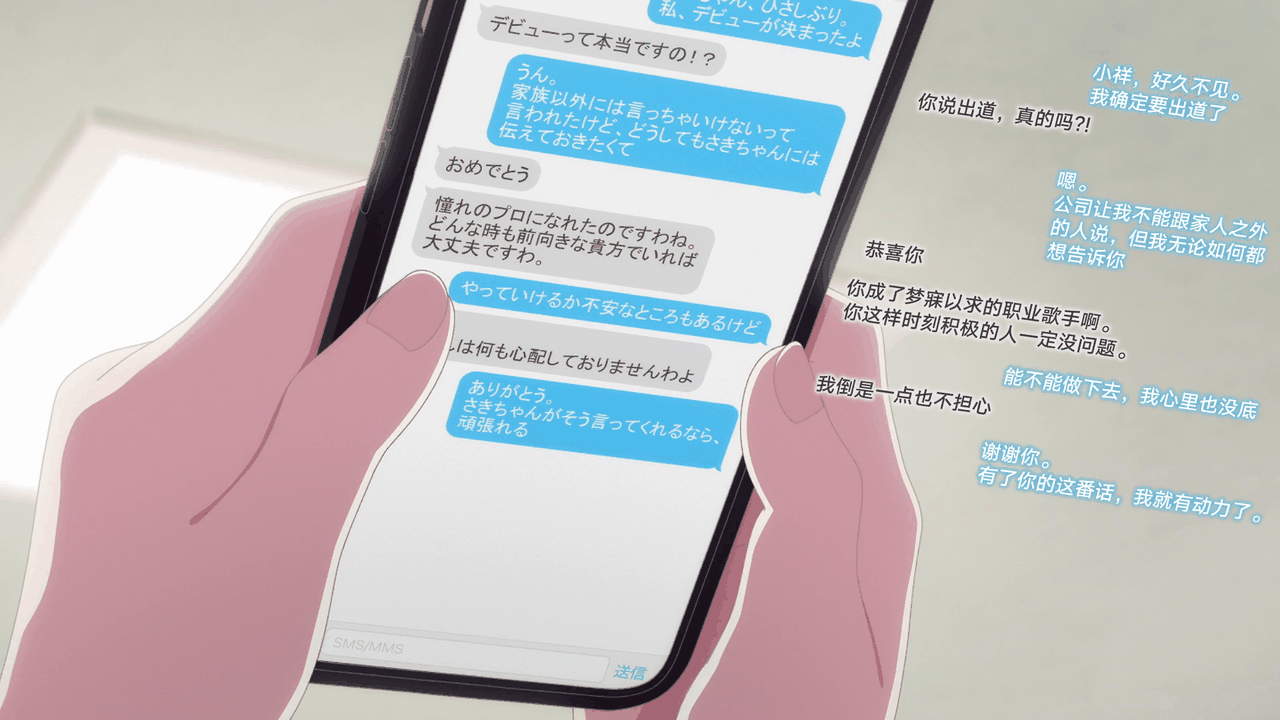 ちゃん、ひさしぶり。
私、デビューが決まったよ
デビューって本当ですの！？
うん。
家族以外には言っちゃいけないって
言われたけど、どうしてもさきちゃんには
伝えておきたくて
おめでとう
憧れのプロになれたのですわね。
どんな時も前向きな貴方でいれば
大丈夫ですわ。
やっていけるか不安なところもあるけど
は何も心配しておりませんわよ
ありがとう。
さきちゃんがそう言ってくれるなら、
頑張れる
SMS/MMS
送信
小祥，好久不见。
我确定要出道了
你说出道，真的吗?!
嗯。
公司让我不能跟家人之外
的人说，但我无论如何都
想告诉你
恭喜你
你成了梦寐以求的职业歌手啊。
你这样时刻积极的人一定没问题。
能不能做下去，我心里也没底
我倒是一点也不担心
谢谢你。
有了你的这番话，我就有动力了。